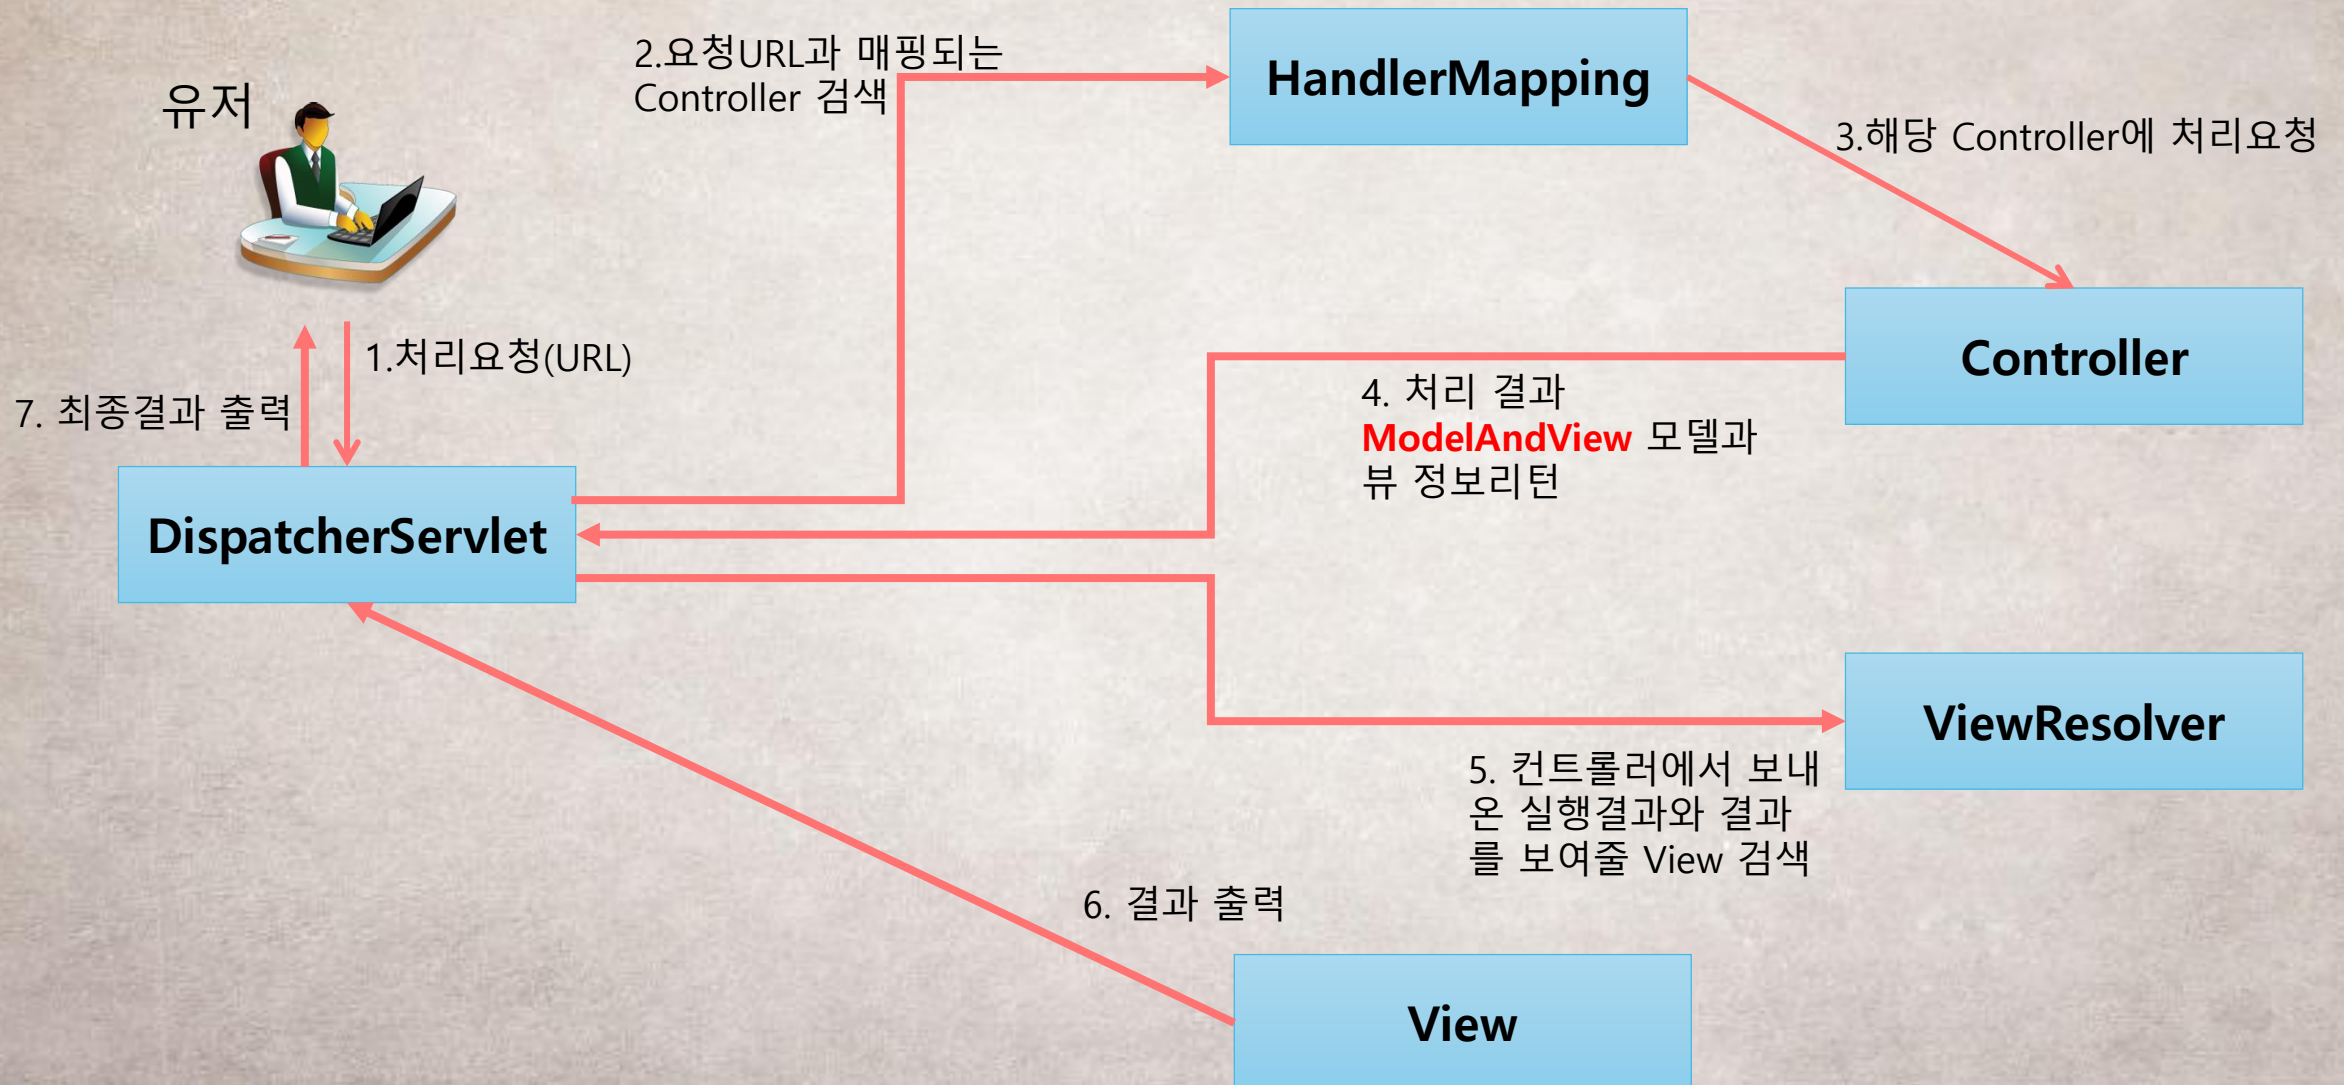 유저
2.요청URL과 매핑되는
Controller 검색
HandlerMapping
3.해당 Controller에 처리요청
1.처리요청(URL)
7. 최종결과 출력
Controller
4. 처리 결과
ModelAndView 모델과
뷰 정보리턴
DispatcherServlet
ViewResolver
5. 컨트롤러에서 보내
온 실행결과와 결과
를 보여줄 View 검색
6. 결과 출력
View